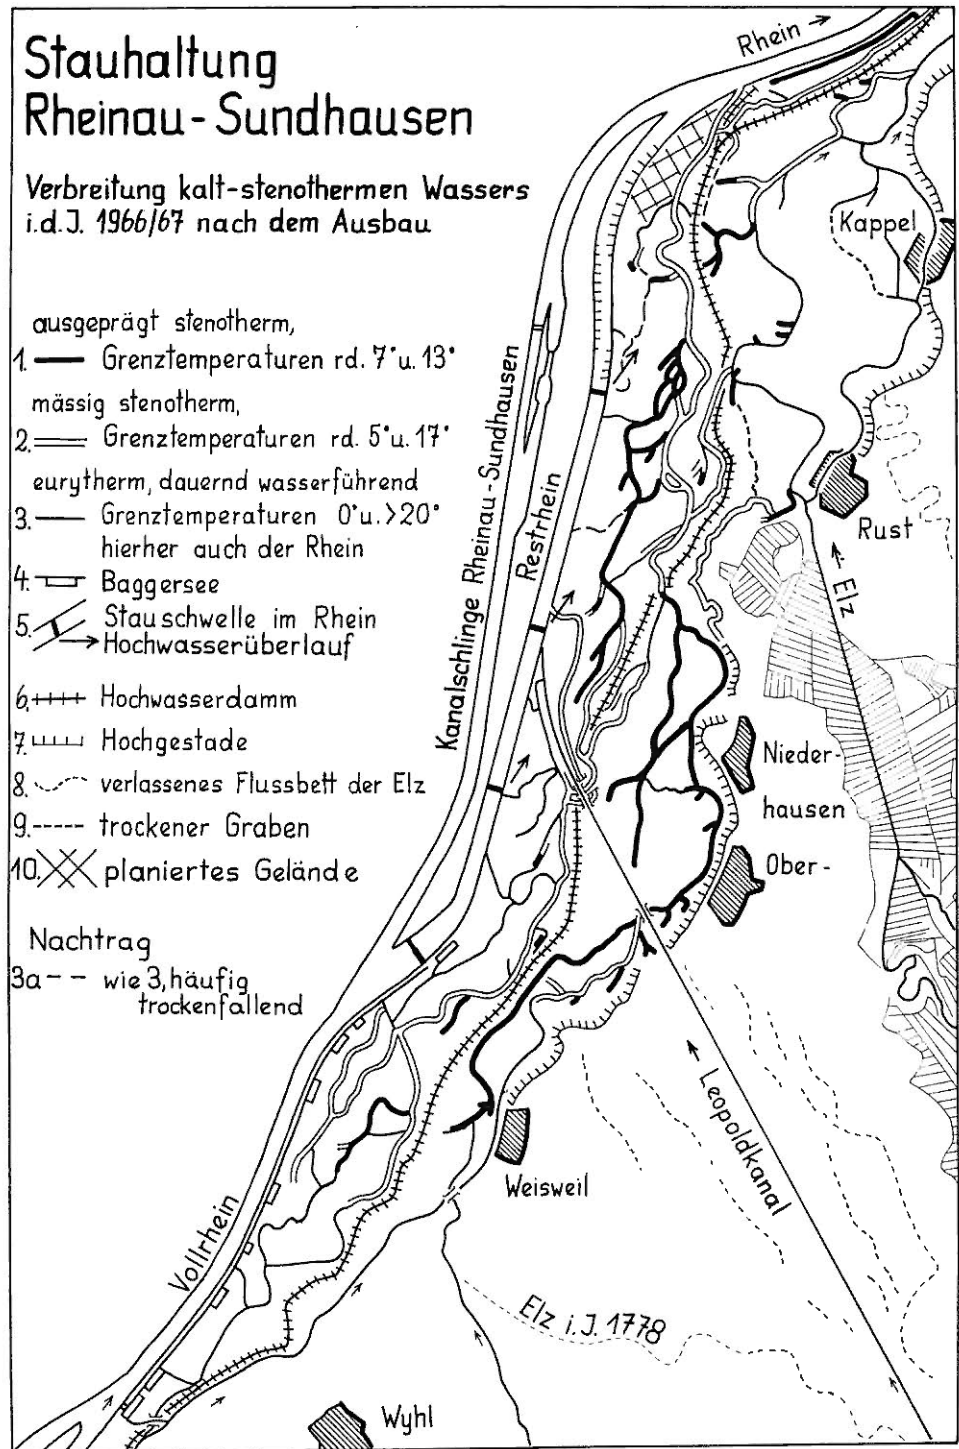 Stauhaltung
Rheinau-Sundhausen
Verbreitung kalt-stenothermen Wassers
i.d.J. 1966/67 nach dem Ausbau
ausgeprägt stenotherm,
1. Grenztemperaturen rd. 7° u. 13°
mässig stenotherm,
2. Grenztemperaturen rd. 5° u. 17°
eurytherm, dauernd wasserführend
3. Grenztemperaturen 0° u. >20°
hierher auch der Rhein
4. Baggersee
5. Stauschwelle im Rhein
Hochwasserüberlauf
6. Hochwasserdamm
7. Hochgestade
8. verlassenes Flussbett der Elz
9. trockener Graben
10. planiertes Gelände
Nachtrag
3a-- wie 3, häufig
trockenfallend
Rhein
Kappel
Kanalschlinge Rheinau-Sundhausen
Restrhein
Rust
Elz
Nieder-
hausen
Ober-
Leopoldkanal
Weisweil
Vollrhein
Elz i.J. 1778
Wyhl